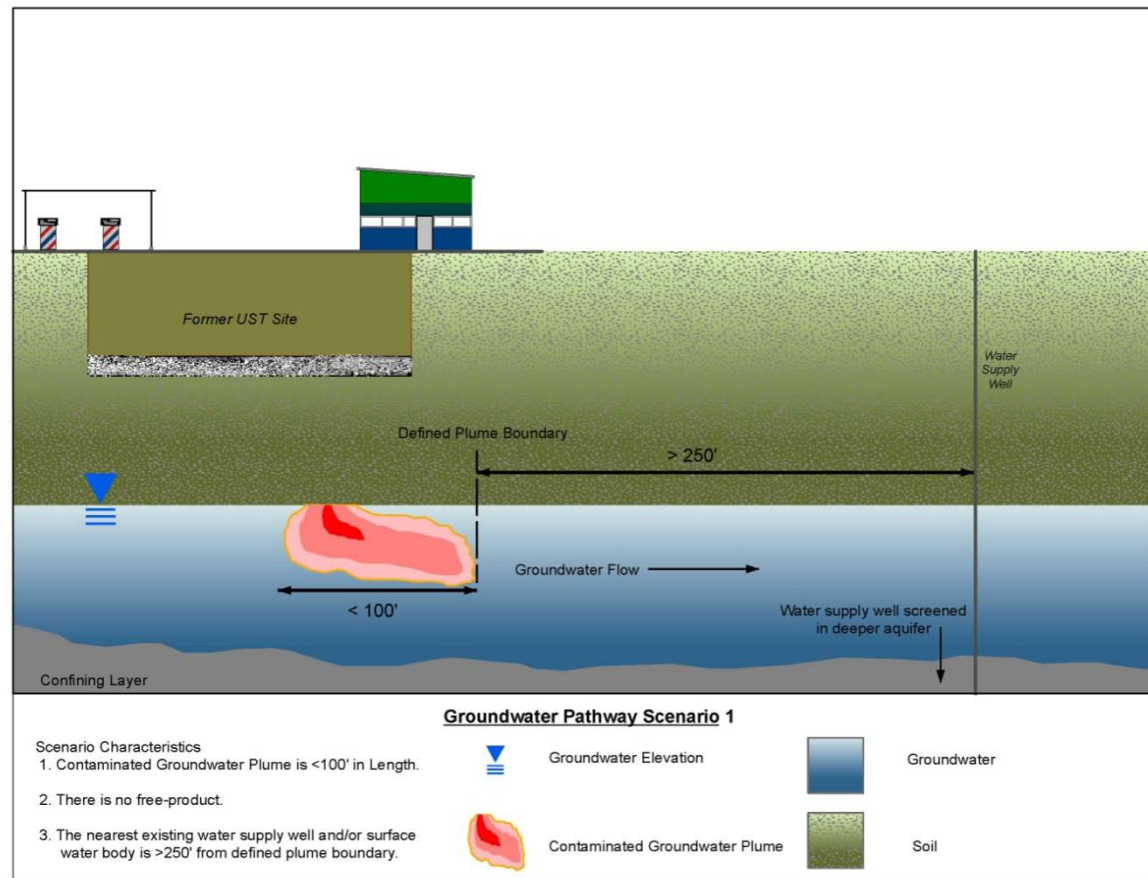 Former UST Site
Water
Supply
Well
Defined Plume Boundary
> 250'
Groundwater Flow
< 100'
Water supply well screened
in deeper aquifer
Confining Layer
Groundwater Pathway Scenario 1
Scenario Characteristics
1. Contaminated Groundwater Plume is <100' in Length.
2. There is no free-product.
3. The nearest existing water supply well and/or surface
water body is >250' from defined plume boundary.
Groundwater Elevation
Groundwater
Contaminated Groundwater Plume
Soil